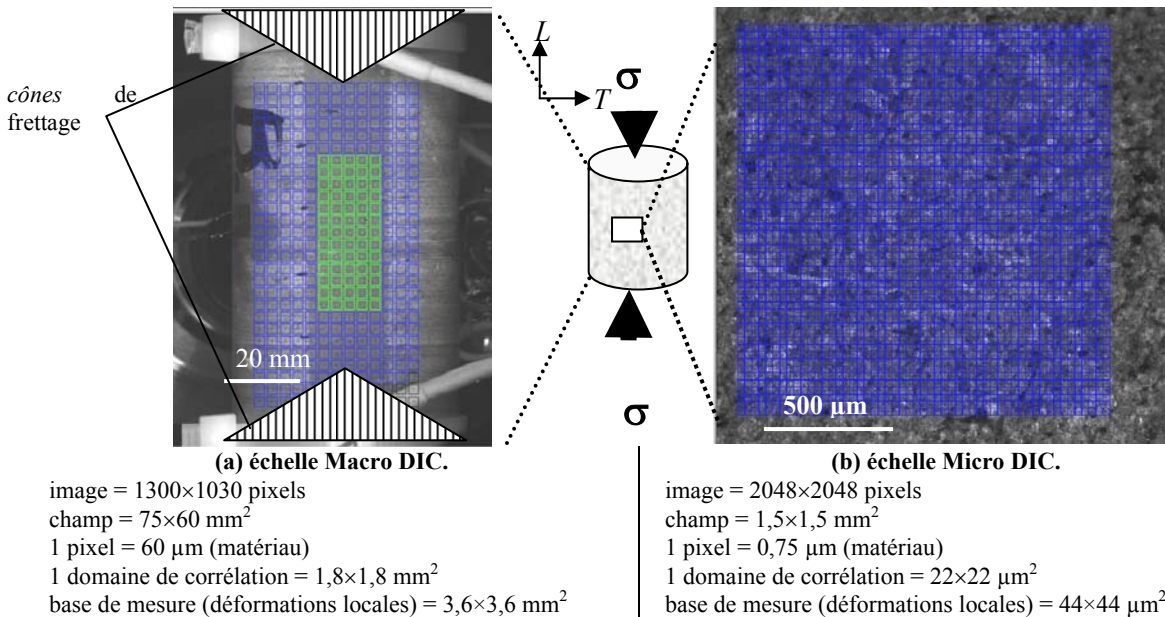 cônes de
frettage
20 mm
L
T
σ
σ
500 µm
(a) échelle Macro DIC.
image = 1300×1030 pixels
champ = 75×60 mm²
1 pixel = 60 µm (matériau)
1 domaine de corrélation = 1,8×1,8 mm²
base de mesure (déformations locales) = 3,6×3,6 mm²
(b) échelle Micro DIC.
image = 2048×2048 pixels
champ = 1,5×1,5 mm²
1 pixel = 0,75 µm (matériau)
1 domaine de corrélation = 22×22 µm²
base de mesure (déformations locales) = 44×44 µm²